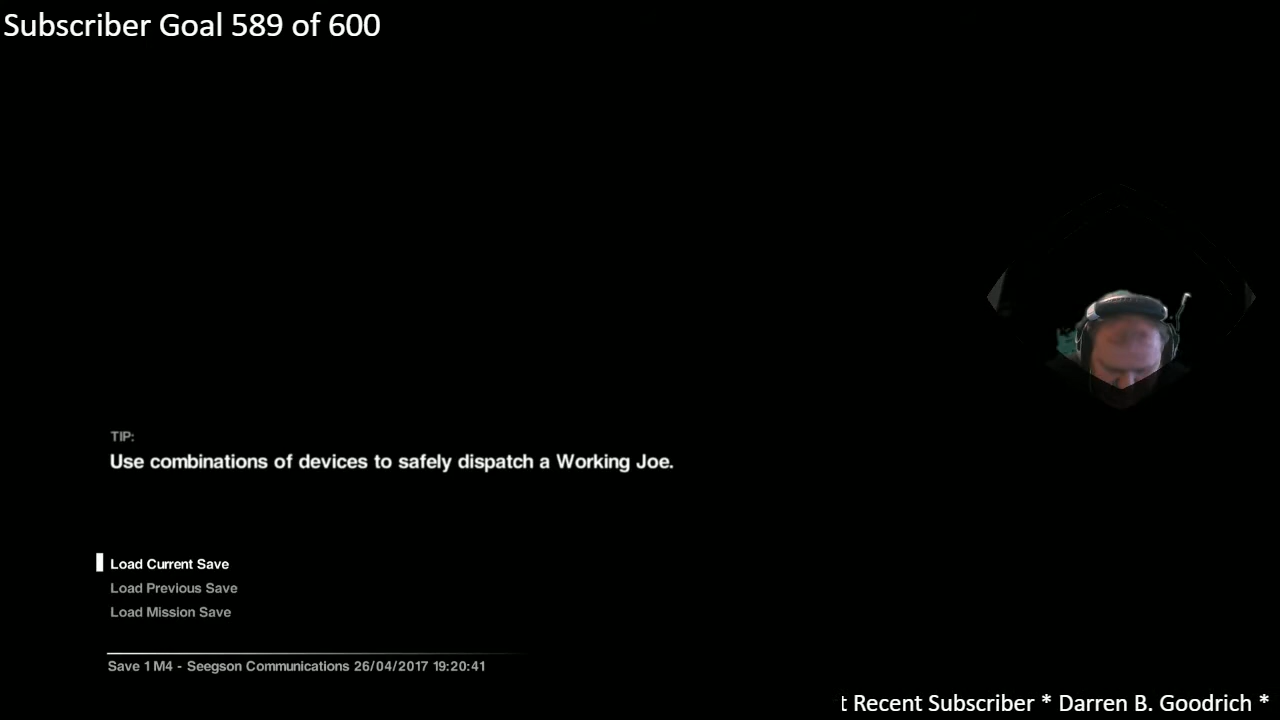 Subscriber Goal 589 of 600
TIP:
Use combinations of devices to safely dispatch a Working Joe.
Load Current Save
Load Previous Save
Load Mission Save
Save 1 M4 - Seegson Communications 26/04/2017 19:20:41
t Recent Subscriber * Darren B. Goodrich *